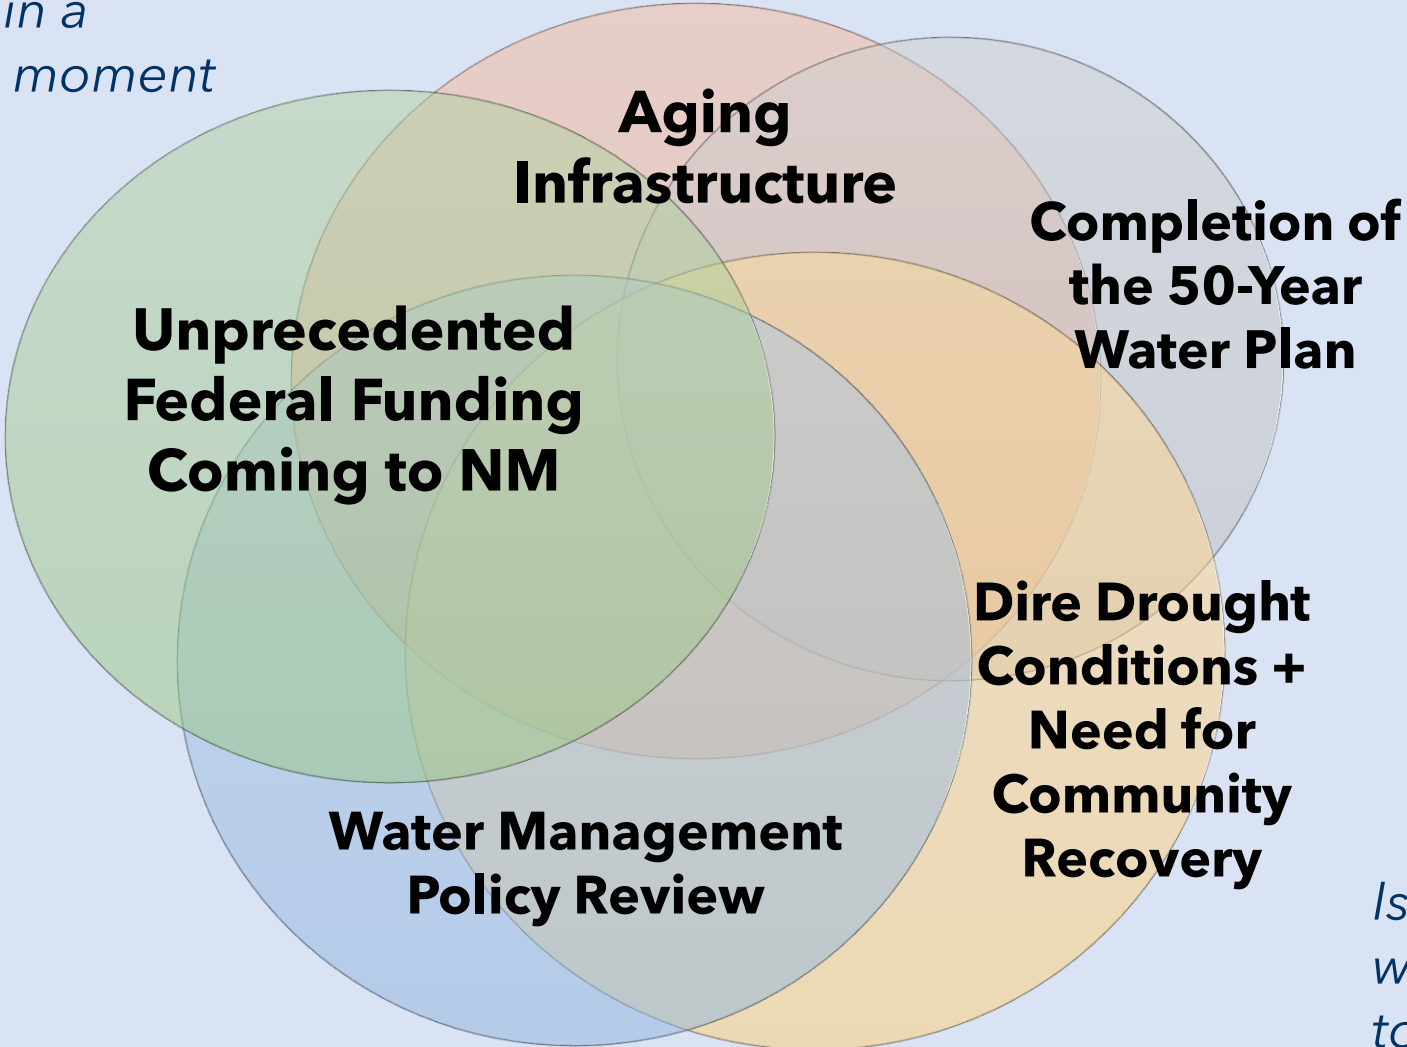 in a
moment
Aging
Infrastructure
Completion of
the 50-Year
Water Plan
Unprecedented
Federal Funding
Coming to NM
Dire Drought
Conditions +
Need for
Community
Recovery
Water Management
Policy Review
Is